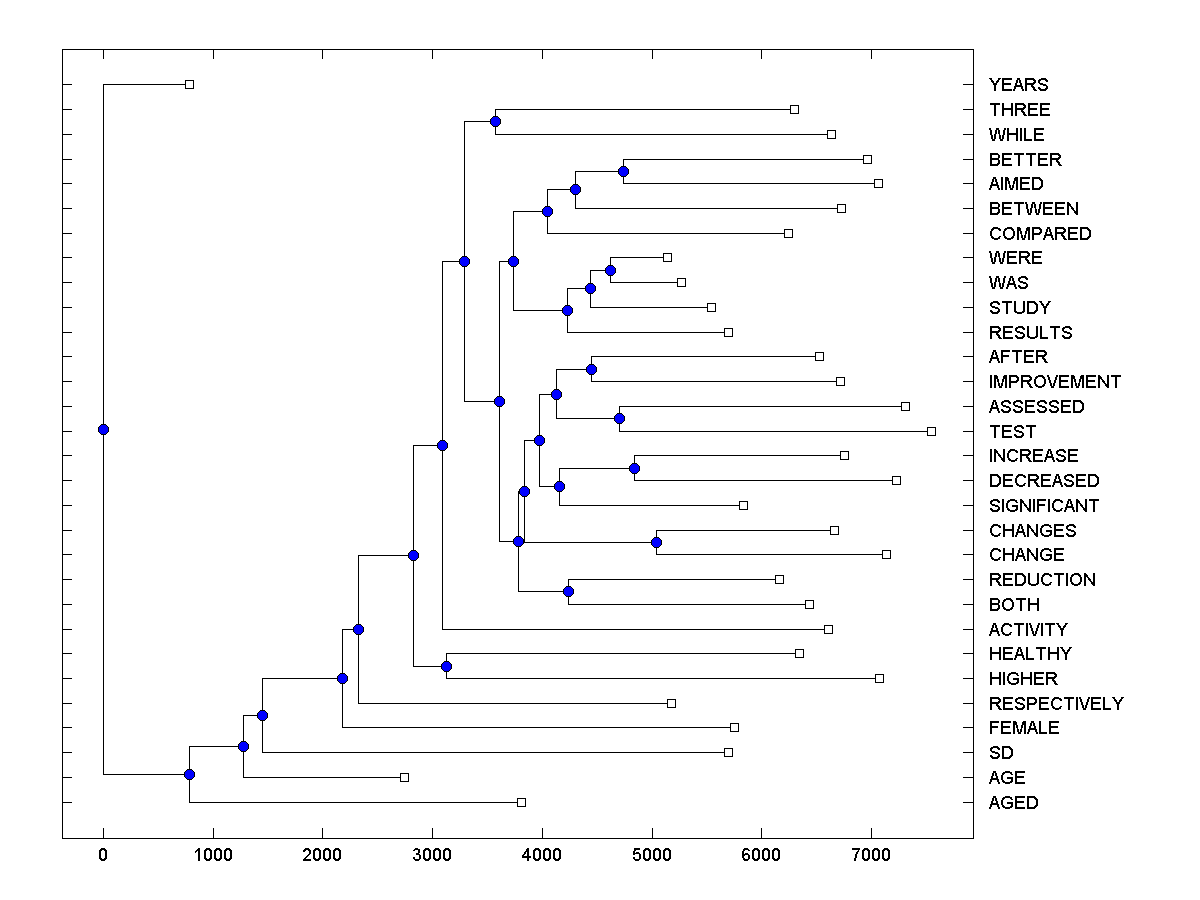 YEARS
THREE
WHILE
BETTER
AIMED
BETWEEN
COMPARED
WERE
WAS
STUDY
RESULTS
AFTER
IMPROVEMENT
ASSESSED
TEST
INCREASE
DECREASED
SIGNIFICANT
CHANGES
CHANGE
REDUCTION
BOTH
ACTIVITY
HEALTHY
HIGHER
RESPECTIVELY
FEMALE
SD
AGE
AGED
0 1000 2000 3000 4000 5000 6000 7000